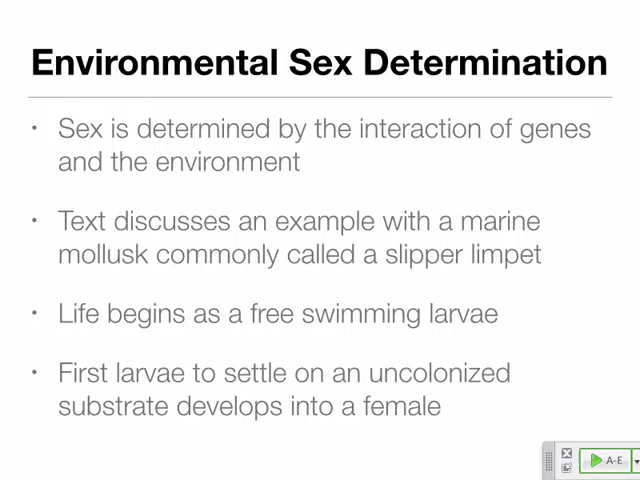 Environmental Sex Determination
• Sex is determined by the interaction of genes
and the environment
• Text discusses an example with a marine
mollusk commonly called a slipper limpet
• Life begins as a free swimming larvae
• First larvae to settle on an uncolonized
substrate develops into a female
A-E